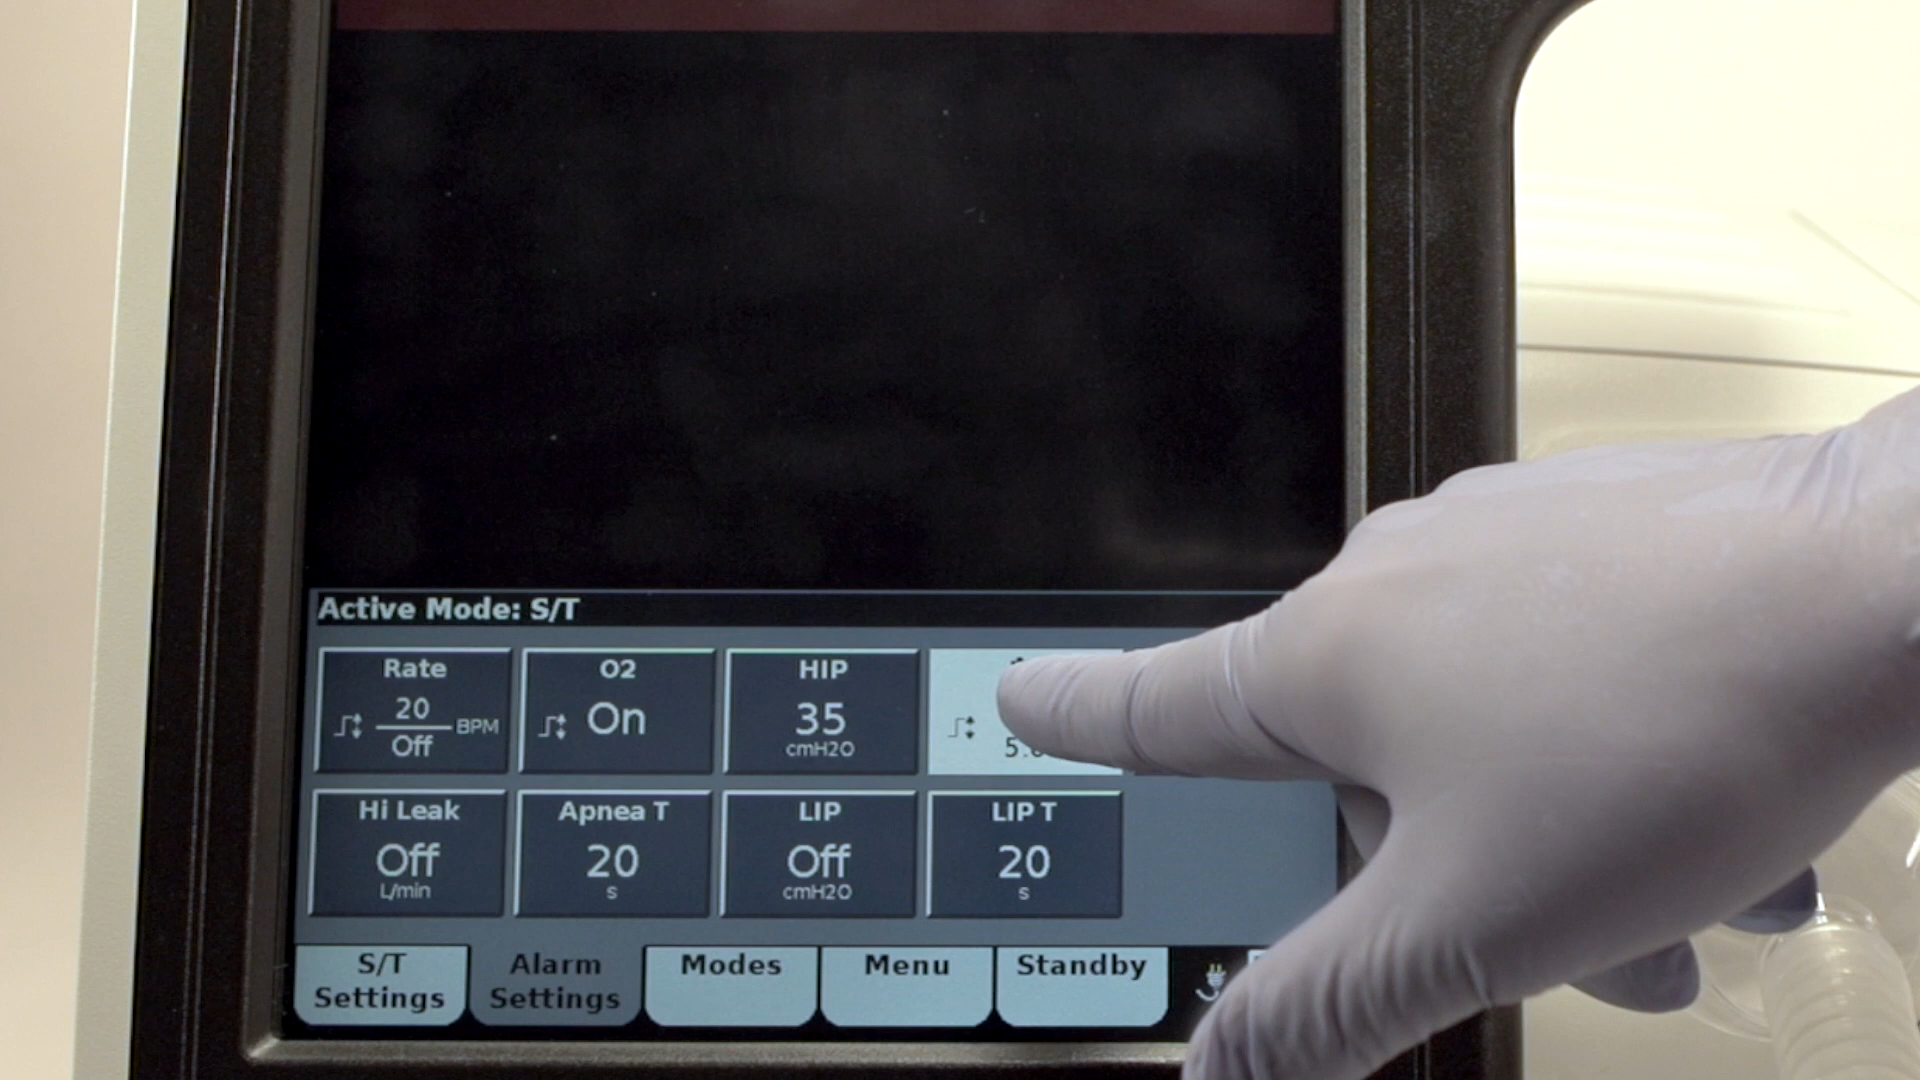 Active Mode: S/T
Rate
20
BPM
Off
O2
On
HIP
35
cmH2O
Hi Leak
Off
L/min
Apnea T
20
s
LIP
Off
cmH2O
LIP T
20
s
S/T
Settings
Alarm
Settings
Modes
Menu
Standby